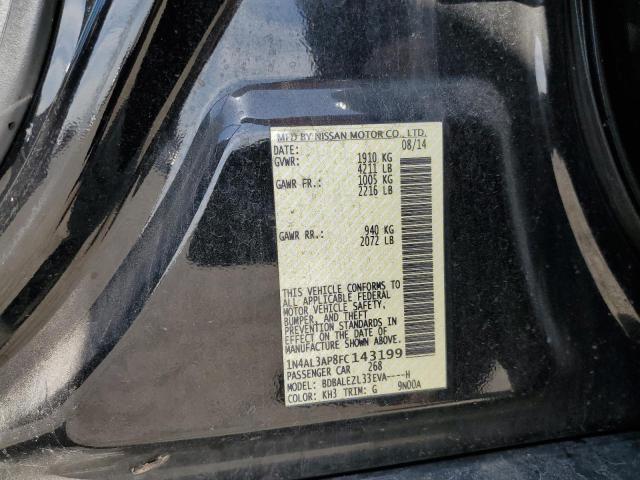 MFD BY NISSAN MOTOR CO., LTD.
DATE: 08/14
GVWR: 1910 KG
4211 LB
GAWR FR.: 1005 KG
2216 LB
GAWR RR.: 940 KG
2072 LB
THIS VEHICLE CONFORMS TO
ALL APPLICABLE FEDERAL
MOTOR VEHICLE SAFETY,
BUMPER, AND THEFT
PREVENTION STANDARDS IN
EFFECT ON THE DATE OF
MANUFACTURE SHOWN ABOVE.
1N4AL3AP8FC143199
PASSENGER CAR 268
MODEL: BDBALEZL33EVA----H
COLOR: KH3 TRIM: G 9N00A